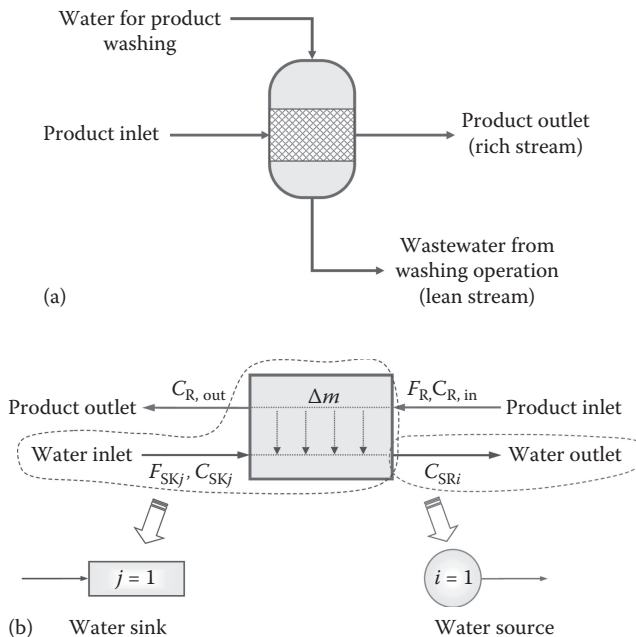 Water for product
washing
Product inlet
Product outlet
(rich stream)
Wastewater from
washing operation
(lean stream)
(a)
C_R, out
Δm
F_R, C_R, in
Product outlet
Product inlet
Water inlet
Water outlet
F_SKj, C_SKj
C_SRi
j = 1
i = 1
(b)
Water sink
Water source